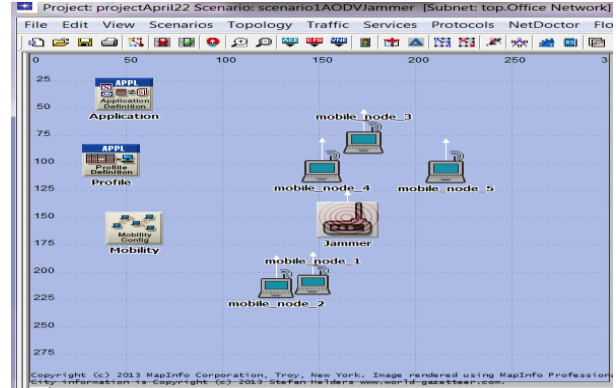 Project: projectApril22 Scenario: scenario1AODVJammer [Subnet: top.Office Network]
File Edit View Scenarios Topology Traffic Services Protocols NetDoctor Flo
0 50 100 150 200 250 3
25
APPL
Application
Definition
50
Application
mobile_node_3
75
APPL
Profile
Definition
100
Profile
mobile_node_4 mobile_node_5
125
150
Mobility
Config
175
Mobility
Jammer
mobile_node_1
200
mobile_node_2
225
250
275
Copyright (c) 2013 MapInfo Corporation, Troy, New York. Image rendered using MapInfo Profession
City information is Copyright (c) 2013 Stefan Helders www.world-gazetteer.com.